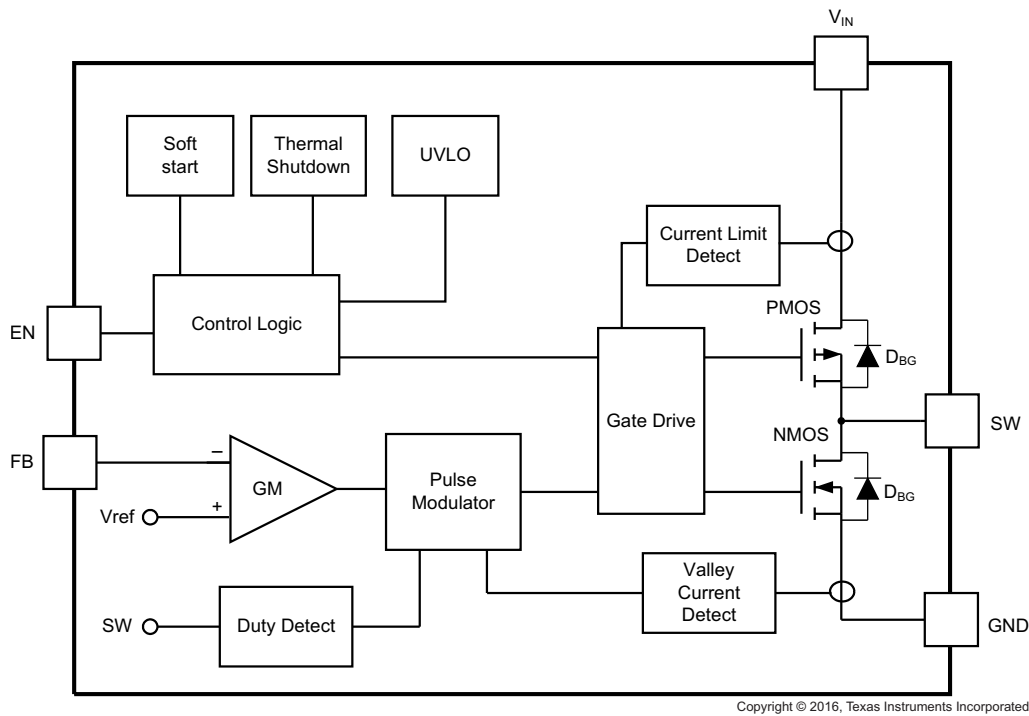 VIN
Soft
start
Thermal
Shutdown
UVLO
Current Limit
Detect
EN
Control Logic
PMOS
DBG
Gate Drive
SW
NMOS
FB
−
GM
+
Vref
Pulse
Modulator
DBG
Valley
Current
Detect
SW
Duty Detect
GND
Copyright © 2016, Texas Instruments Incorporated